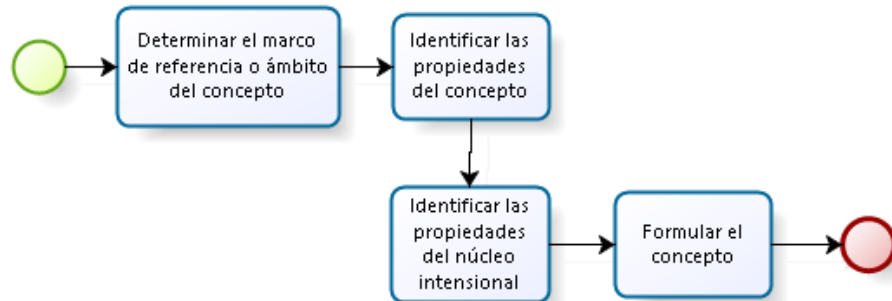 Determinar el marco
de referencia o ámbito
del concepto
Identificar las
propiedades
del concepto
Identificar las
propiedades
del núcleo
intensional
Formular el
concepto